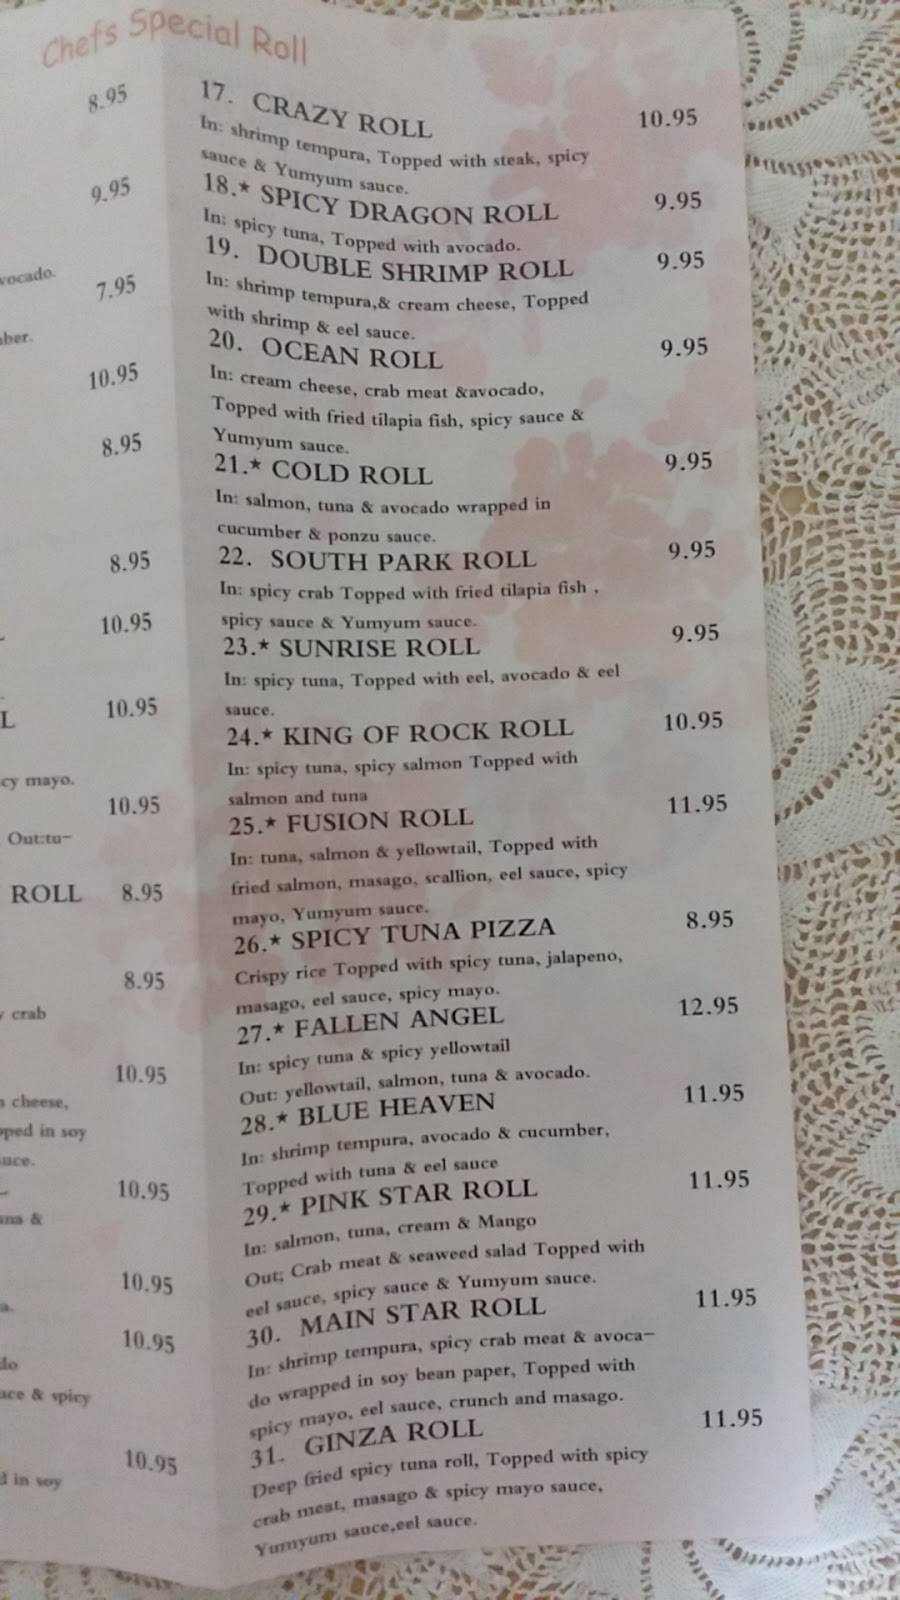 Chefs Special Roll
8.95
9.95
vocado.
7.95
ber.
10.95
8.95
8.95
10.95
L 10.95
cy mayo.
10.95
Out:tu-
ROLL 8.95
8.95
crab
10.95
cheese,
pped in soy
10.95
una &
10.95
a.
10.95
do
& spicy
10.95
d in soy
17. CRAZY ROLL 10.95
In: shrimp tempura, Topped with steak, spicy
sauce & Yumyum sauce.
18.* SPICY DRAGON ROLL 9.95
In: spicy tuna, Topped with avocado.
19. DOUBLE SHRIMP ROLL 9.95
In: shrimp tempura,& cream cheese, Topped
with shrimp & eel sauce.
20. OCEAN ROLL 9.95
In: cream cheese, crab meat &avocado,
Topped with fried tilapia fish, spicy sauce &
Yumyum sauce.
21.* COLD ROLL 9.95
In: salmon, tuna & avocado wrapped in
cucumber & ponzu sauce.
22. SOUTH PARK ROLL 9.95
In: spicy crab Topped with fried tilapia fish ,
spicy sauce & Yumyum sauce.
23.* SUNRISE ROLL 9.95
In: spicy tuna, Topped with eel, avocado & eel
sauce.
24.* KING OF ROCK ROLL 10.95
In: spicy tuna, spicy salmon Topped with
salmon and tuna
25.* FUSION ROLL 11.95
In: tuna, salmon & yellowtail, Topped with
fried salmon, masago, scallion, eel sauce, spicy
mayo, Yumyum sauce.
26.* SPICY TUNA PIZZA 8.95
Crispy rice Topped with spicy tuna, jalapeno,
masago, eel sauce, spicy mayo.
27.* FALLEN ANGEL 12.95
In: spicy tuna & spicy yellowtail
Out: yellowtail, salmon, tuna & avocado.
28.* BLUE HEAVEN 11.95
In: shrimp tempura, avocado & cucumber,
Topped with tuna & eel sauce
29.* PINK STAR ROLL 11.95
In: salmon, tuna, cream & Mango
Out; Crab meat & seaweed salad Topped with
eel sauce, spicy sauce & Yumyum sauce.
30. MAIN STAR ROLL 11.95
In: shrimp tempura, spicy crab meat & avoca-
do wrapped in soy bean paper, Topped with
spicy mayo, eel sauce, crunch and masago.
31. GINZA ROLL 11.95
Deep fried spicy tuna roll, Topped with spicy
crab meat, masago & spicy mayo sauce,
Yumyum sauce,eel sauce.